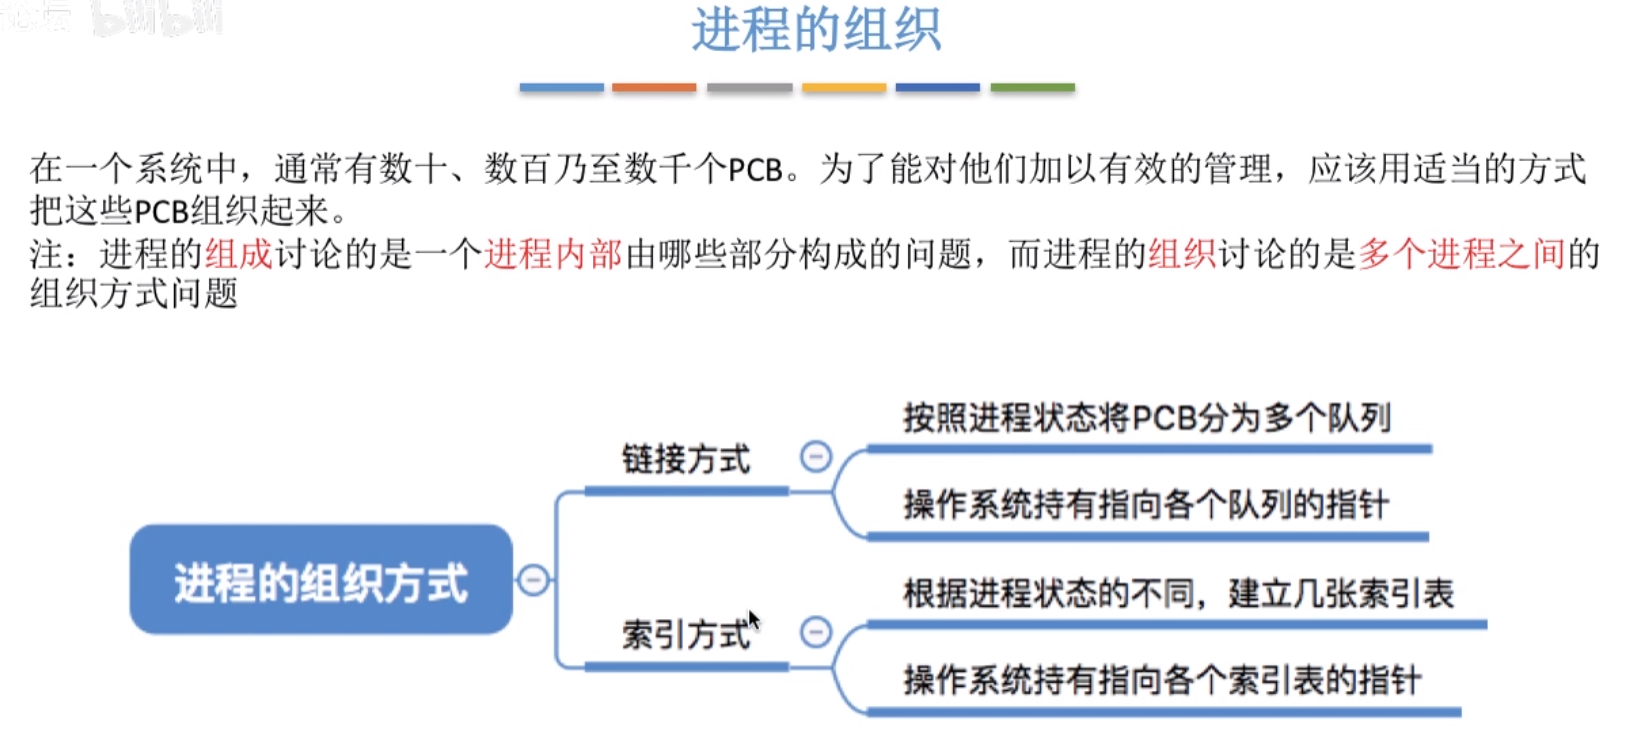 论坛 bilibili
进程的组织
在一个系统中，通常有数十、数百乃至数千个PCB。为了能对他们加以有效的管理，应该用适当的方式
把这些PCB组织起来。
注：进程的组成讨论的是一个进程内部由哪些部分构成的问题，而进程的组织讨论的是多个进程之间的
组织方式问题
按照进程状态将PCB分为多个队列
链接方式
操作系统持有指向各个队列的指针
进程的组织方式
根据进程状态的不同，建立几张索引表
索引方式
操作系统持有指向各个索引表的指针